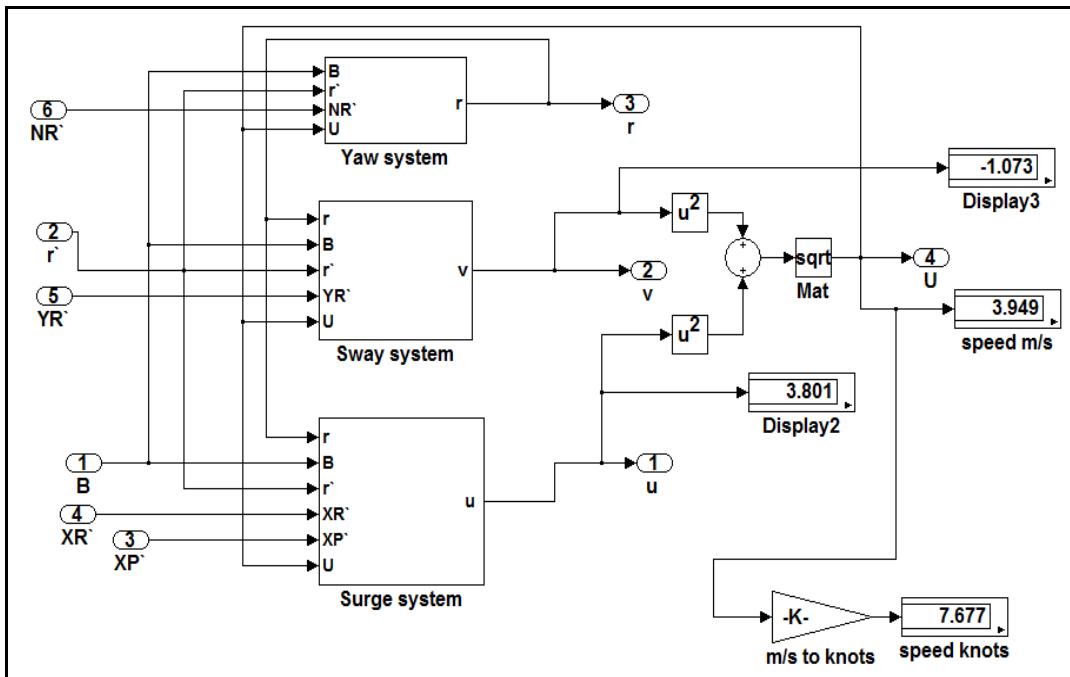 B
r`
NR`
U
r
Yaw system
6
NR`
3
r
-1.073
Display3
r
B
r`
YR`
U
v
Sway system
2
r`
5
YR`
u2
+
+
sqrt
Mat
2
v
4
U
u2
3.949
speed m/s
3.801
Display2
r
B
r`
XR`
XP`
U
u
Surge system
1
B
4
XR`
3
XP`
1
u
-K-
m/s to knots
7.677
speed knots